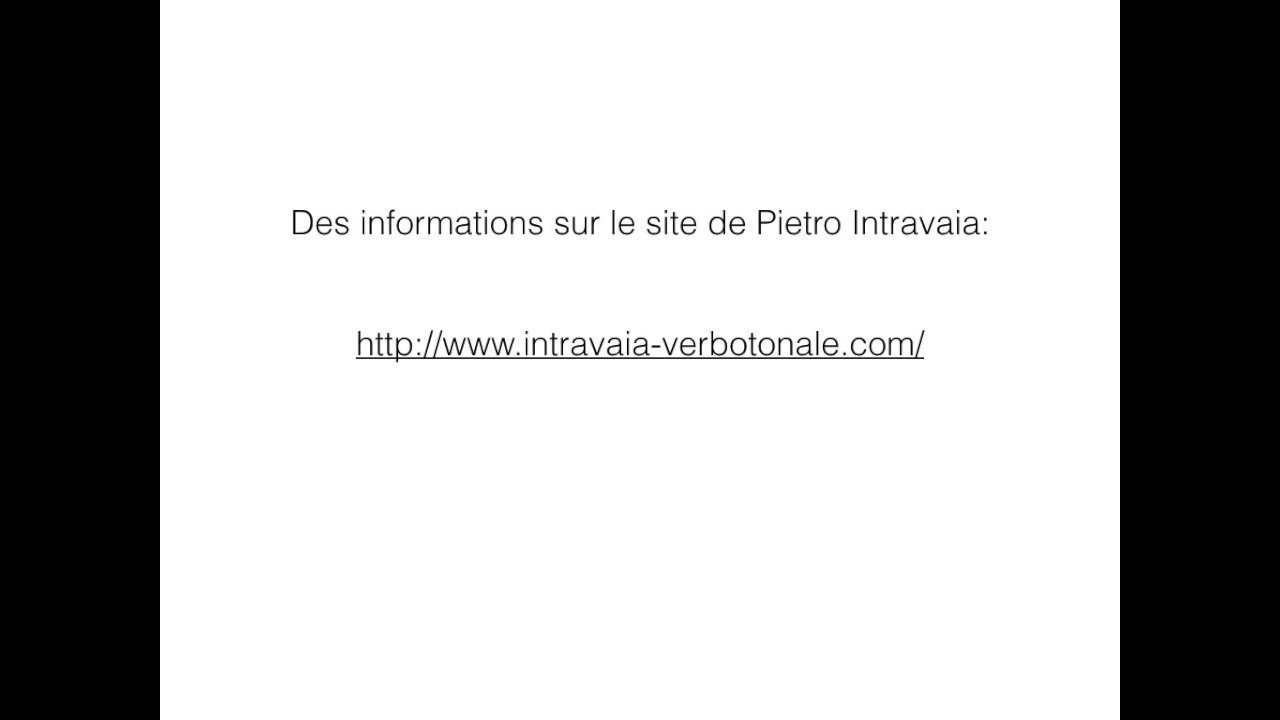 Des informations sur le site de Pietro Intravaia:
http://www.intravaia-verbotonale.com/